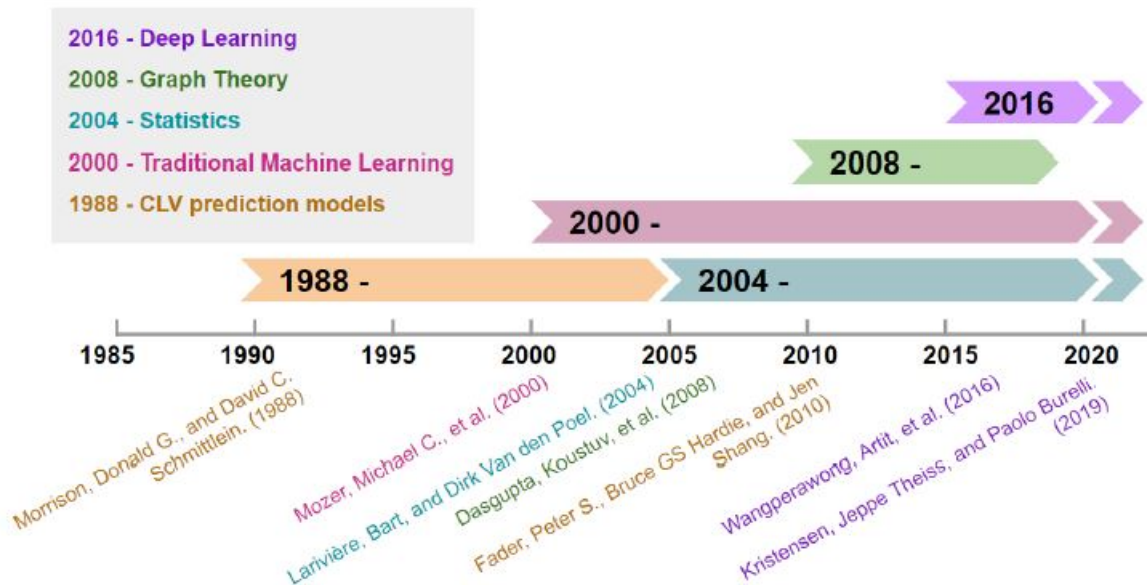 2016 - Deep Learning
2008 - Graph Theory
2004 - Statistics
2000 - Traditional Machine Learning
1988 - CLV prediction models
2016
2008 -
2000 -
1988 -
2004 -
1985
1990
1995
2000
2005
2010
2015
2020
Morrison, Donald G., and David C.
Schmittlein. (1988)
Mozer, Michael C., et al. (2000)
Larivière, Bart, and Dirk Van den Poel. (2004)
Dasgupta, Koustuv, et al. (2008)
Fader, Peter S., Bruce GS Hardie, and Jen
Shang. (2010)
Wangperawong, Artit, et al. (2016)
Kristensen, Jeppe Theiss, and Paolo Burelli.
(2019)